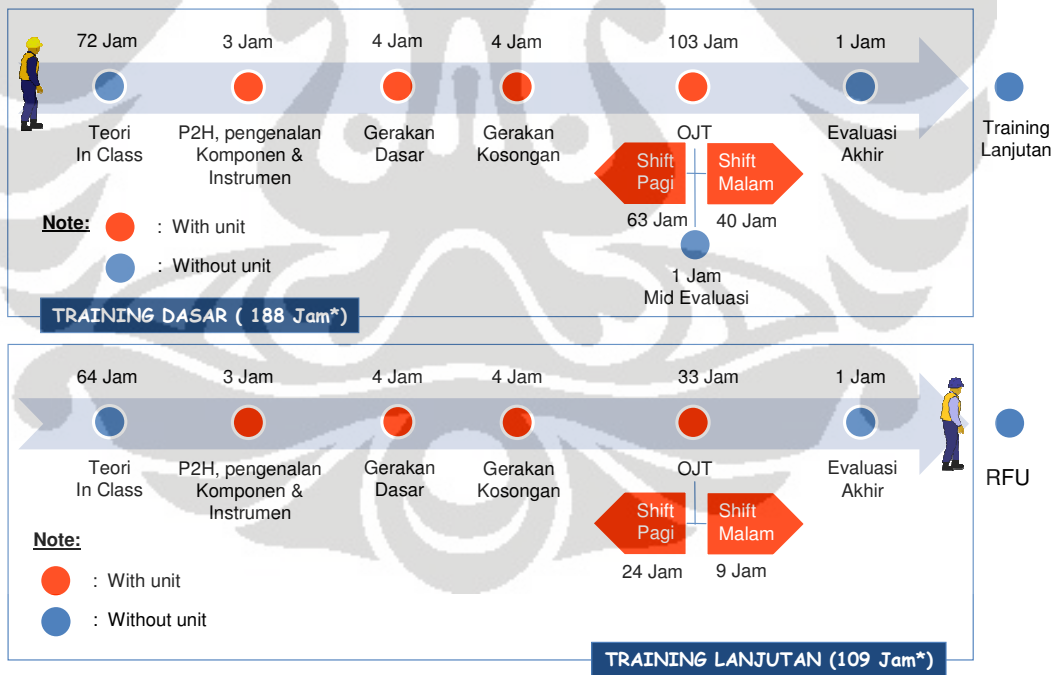 72 Jam
3 Jam
4 Jam
4 Jam
103 Jam
1 Jam
Teori
In Class
P2H, pengenalan
Komponen &
Instrumen
Gerakan
Dasar
Gerakan
Kosongan
OJT
Evaluasi
Akhir
Training
Lanjutan
Shift
Pagi
Shift
Malam
63 Jam
40 Jam
1 Jam
Mid Evaluasi
Note:
: With unit
: Without unit
TRAINING DASAR ( 188 Jam*)
64 Jam
3 Jam
4 Jam
4 Jam
33 Jam
1 Jam
Teori
In Class
P2H, pengenalan
Komponen &
Instrumen
Gerakan
Dasar
Gerakan
Kosongan
OJT
Evaluasi
Akhir
RFU
Shift
Pagi
Shift
Malam
24 Jam
9 Jam
Note:
: With unit
: Without unit
TRAINING LANJUTAN (109 Jam*)